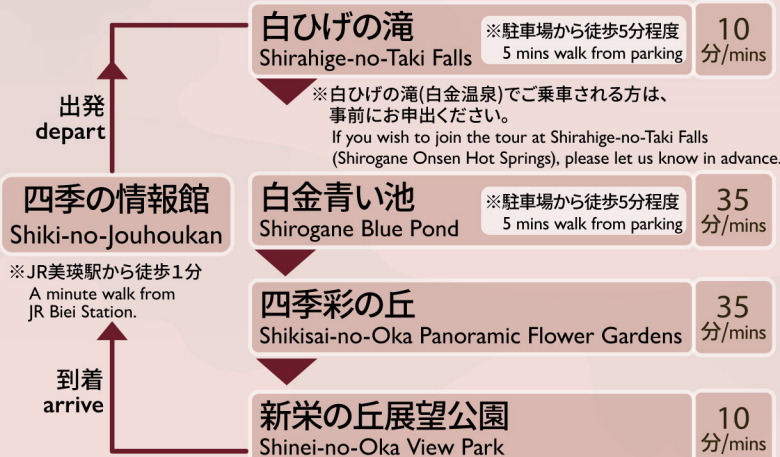 白ひげの滝
Shirahige-no-Taki Falls
※駐車場から徒歩5分程度
5 mins walk from parking
10
分/mins
出発
depart
※白ひげの滝(白金温泉)でご乗車される方は、
事前にお申出ください。
If you wish to join the tour at Shirahige-no-Taki Falls
(Shirogane Onsen Hot Springs), please let us know in advance.
四季の情報館
Shiki-no-Jouhoukan
※JR美瑛駅から徒歩1分
A minute walk from
JR Biei Station.
白金青い池
Shirogane Blue Pond
※駐車場から徒歩5分程度
5 mins walk from parking
35
分/mins
四季彩の丘
Shikisai-no-Oka Panoramic Flower Gardens
35
分/mins
到着
arrive
新栄の丘展望公園
Shinei-no-Oka View Park
10
分/mins